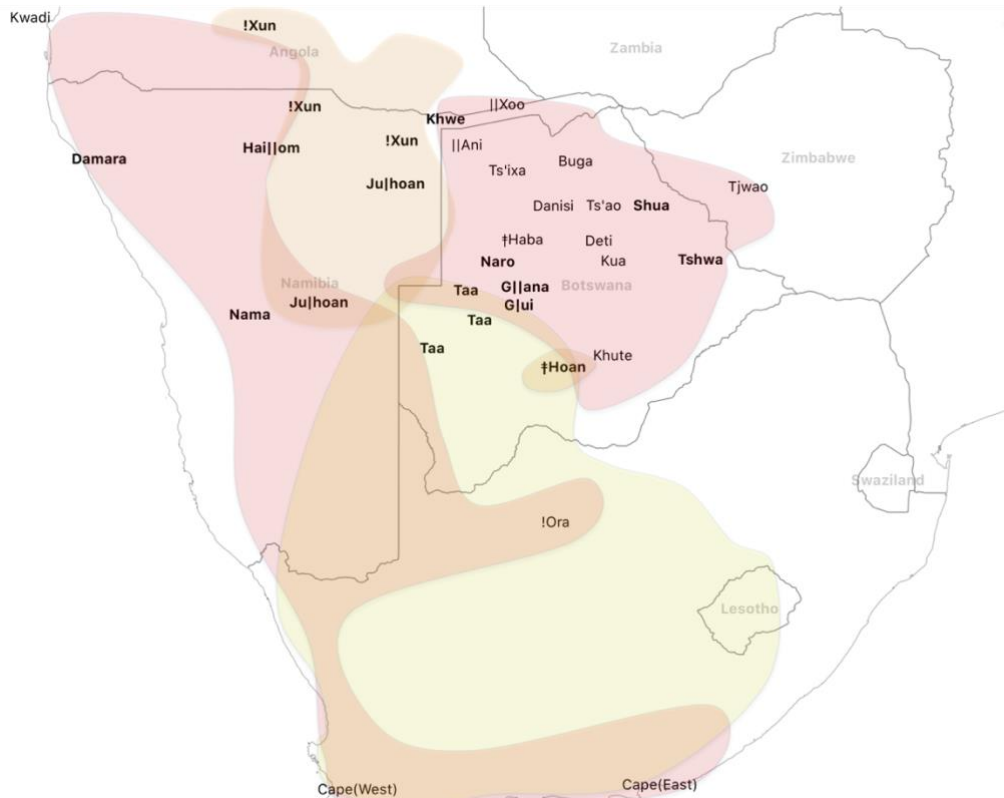 Kwadi
!Xun
Angola
Zambia
!Xun
||Xoo
Khwe
!Xun
||Ani
Hai||om
Damara
Buga
Zimbabwe
Ts'ixa
Ju|hoan
Tjwao
Danisi
Ts'ao
Shua
ǂHaba
Deti
Naro
Kua
Tshwa
Namibia
Taa
G||ana
Botswana
Ju|hoan
G|ui
Nama
Taa
Taa
Khute
ǂHoan
Swaziland
!Ora
Lesotho
Cape(West)
Cape(East)